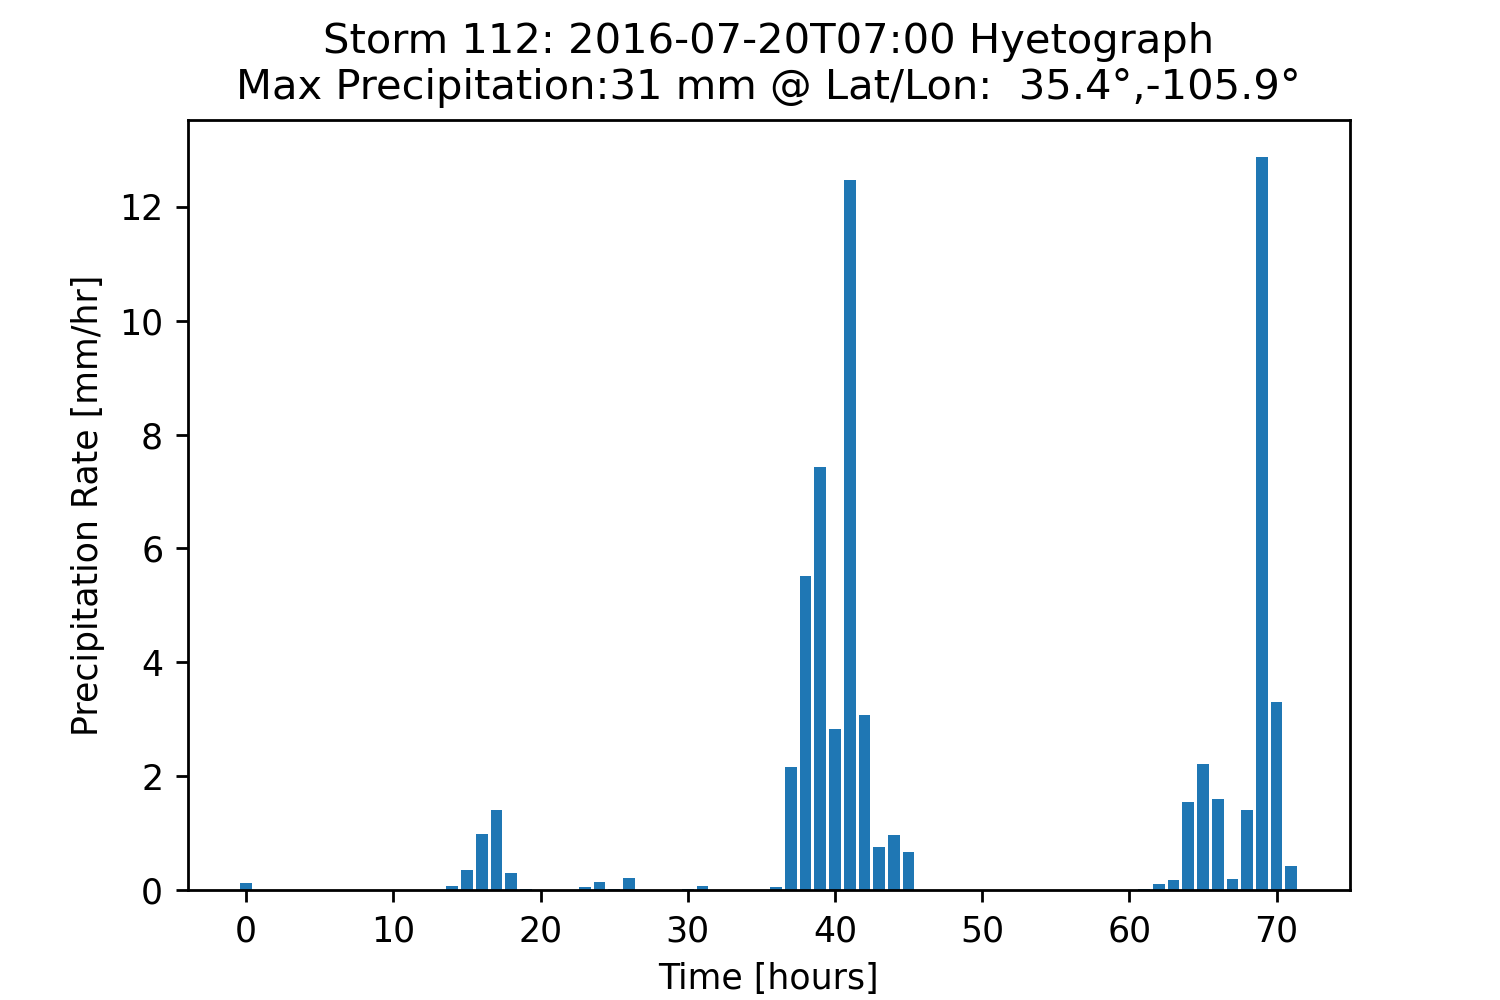 Storm 112: 2016-07-20T07:00 Hyetograph
Max Precipitation:31 mm @ Lat/Lon:  35.4°,-105.9°
Precipitation Rate [mm/hr]
12
10
8
6
4
2
0
0 10 20 30 40 50 60 70
Time [hours]